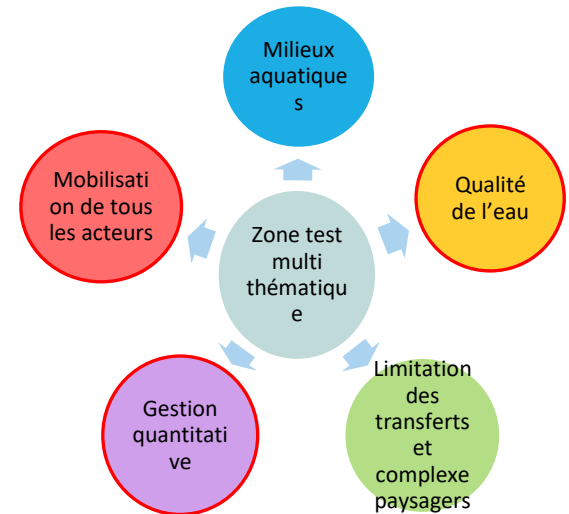 Milieux
aquatique
s
Mobilisati
on de tous
les acteurs
Qualité
de l’eau
Zone test
multi
thématiqu
e
Gestion
quantitati
ve
Limitation
des
transferts
et
complexe
paysagers